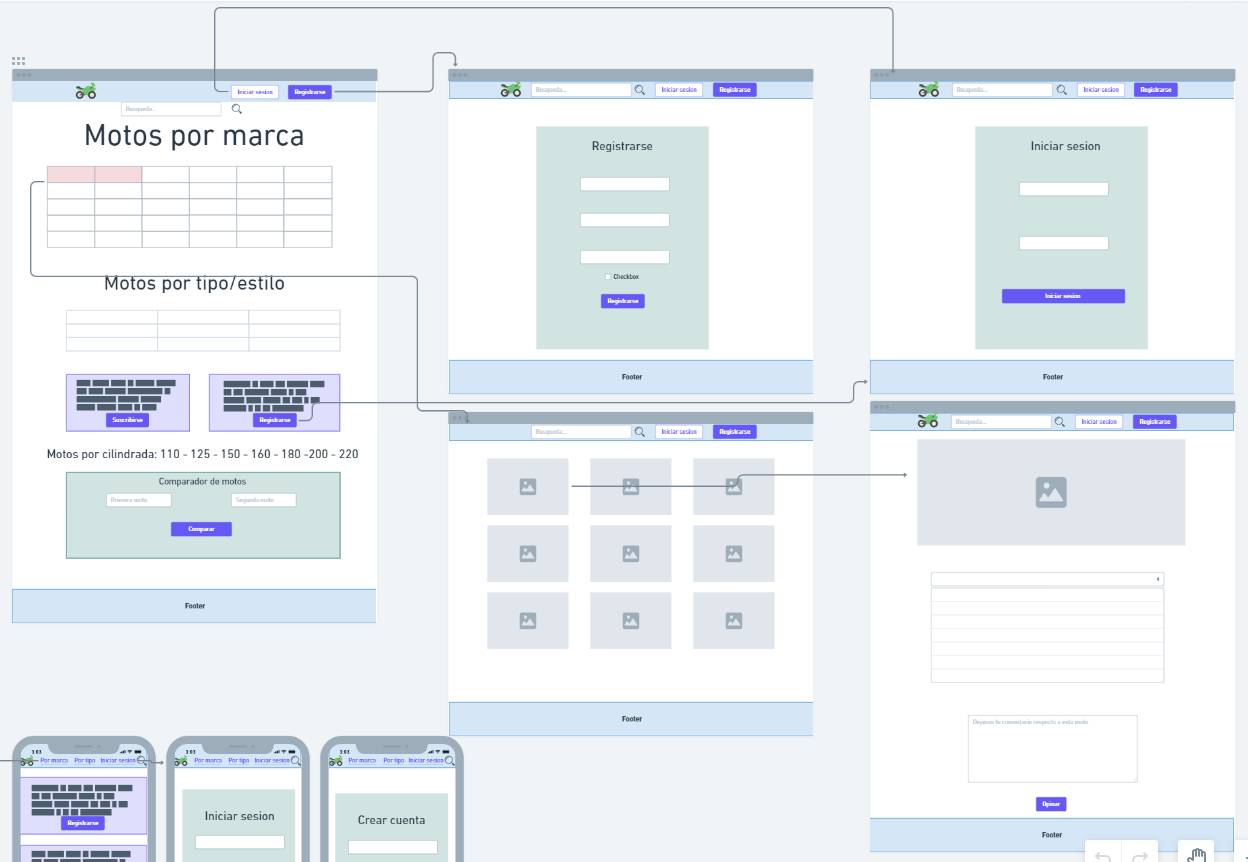 Iniciar sesion
Registrarse
Busqueda...
Motos por marca
Motos por tipo/estilo
Suscribirse
Registrarse
Motos por cilindrada: 110 - 125 - 150 - 160 - 180 -200 - 220
Comparador de motos
Primera moto
Segunda moto
Comparar
Footer
Busqueda...
Iniciar sesion
Registrarse
Registrarse
Checkbox
Registrarse
Footer
Busqueda...
Iniciar sesion
Registrarse
Iniciar sesion
Iniciar sesion
Footer
Busqueda...
Iniciar sesion
Registrarse
Footer
Busqueda...
Iniciar sesion
Registrarse
Dejanos tu comentario respecto a esta moto
Opinar
Footer
3:03
Por marca
Por tipo
Iniciar sesion
Registrarse
3:03
Por marca
Por tipo
Iniciar sesion
Iniciar sesion
3:03
Por marca
Por tipo
Iniciar sesion
Crear cuenta